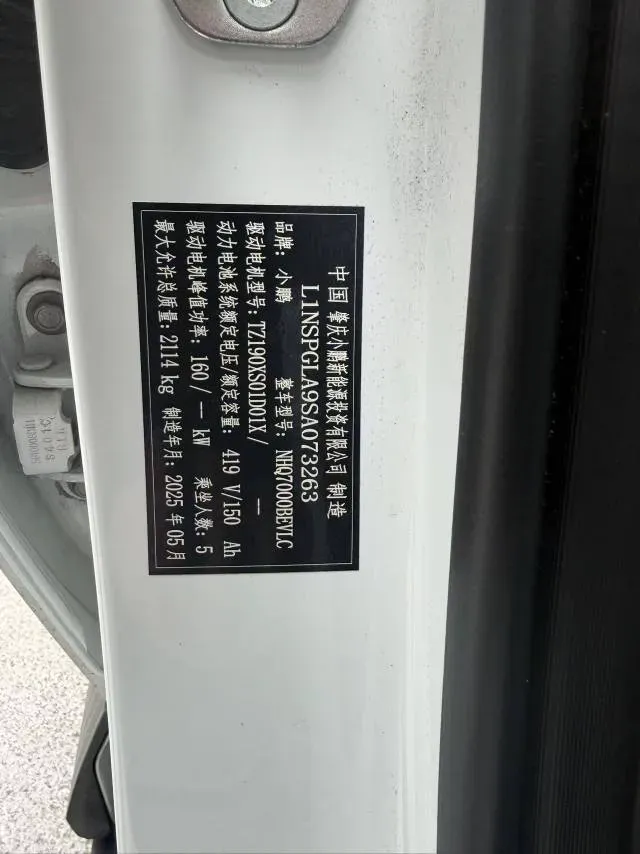 中国 肇庆小鹏新能源投资有限公司 制造
L1NSPGLA9SA073263
品牌: 小鹏 整车型号: NHQ7000BEVLC
驱动电机型号: TZ190XS01D01X/ —
动力电池系统额定电压/额定容量: 419 V/150 Ah
驱动电机峰值功率: 160/ — kW 乘坐人数: 5
最大允许总质量: 2114 kg 制造年月: 2025 年 05 月